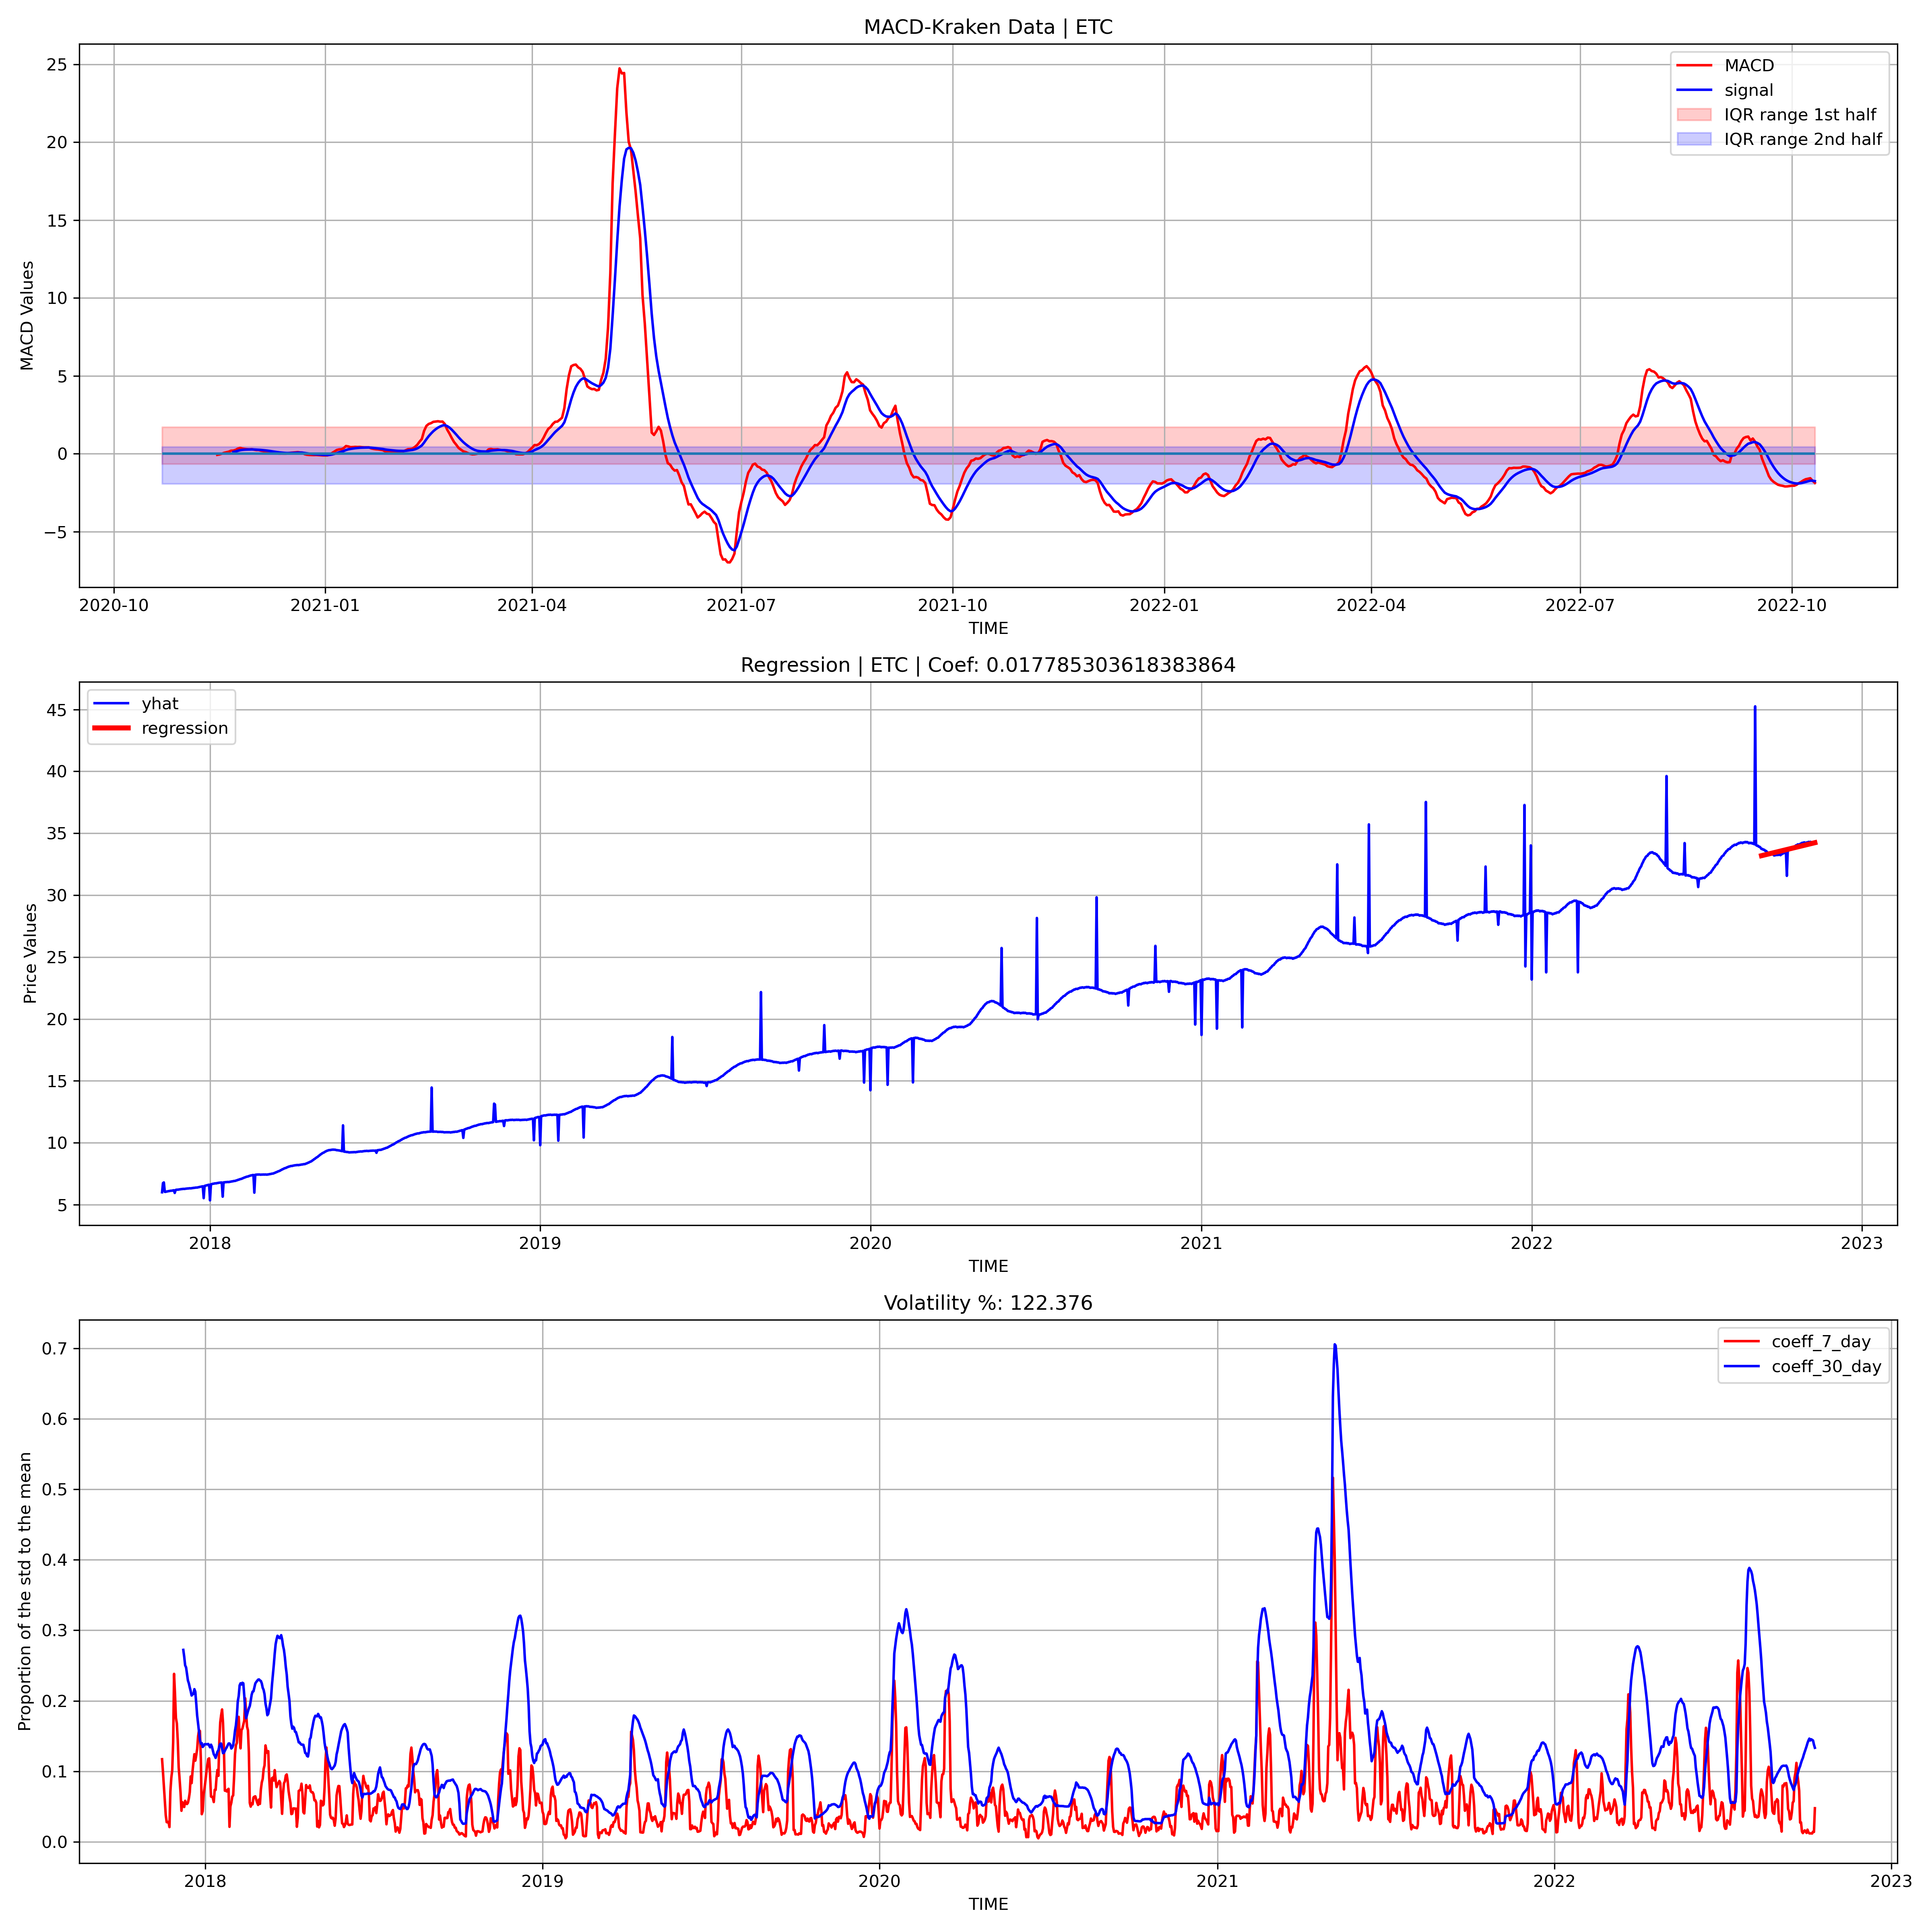 MACD-Kraken Data | ETC
MACD
signal
IQR range 1st half
IQR range 2nd half
MACD Values
25
20
15
10
5
0
−5
2020-10 2021-01 2021-04 2021-07 2021-10 2022-01 2022-04 2022-07 2022-10
TIME
Regression | ETC | Coef: 0.017785303618383864
yhat
regression
Price Values
45
40
35
30
25
20
15
10
5
2018 2019 2020 2021 2022 2023
TIME
Volatility %: 122.376
coeff_7_day
coeff_30_day
Proportion of the std to the mean
0.7
0.6
0.5
0.4
0.3
0.2
0.1
0.0
2018 2019 2020 2021 2022 2023
TIME